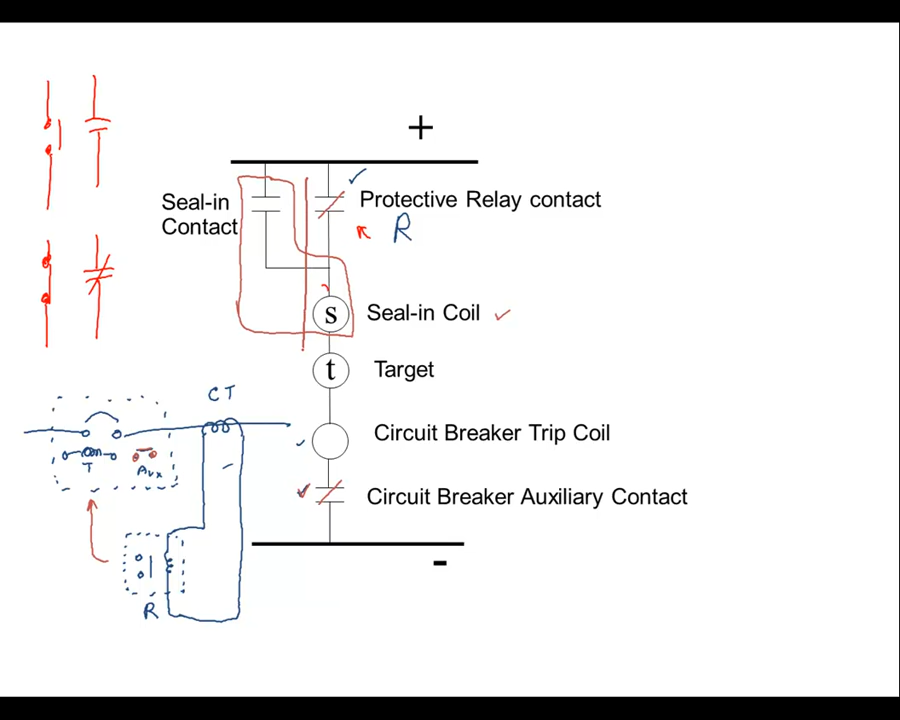 +
Seal-in
Contact
Protective Relay contact
R
s
Seal-in Coil
t
Target
CT
Circuit Breaker Trip Coil
T
Aux
Circuit Breaker Auxiliary Contact
-
R